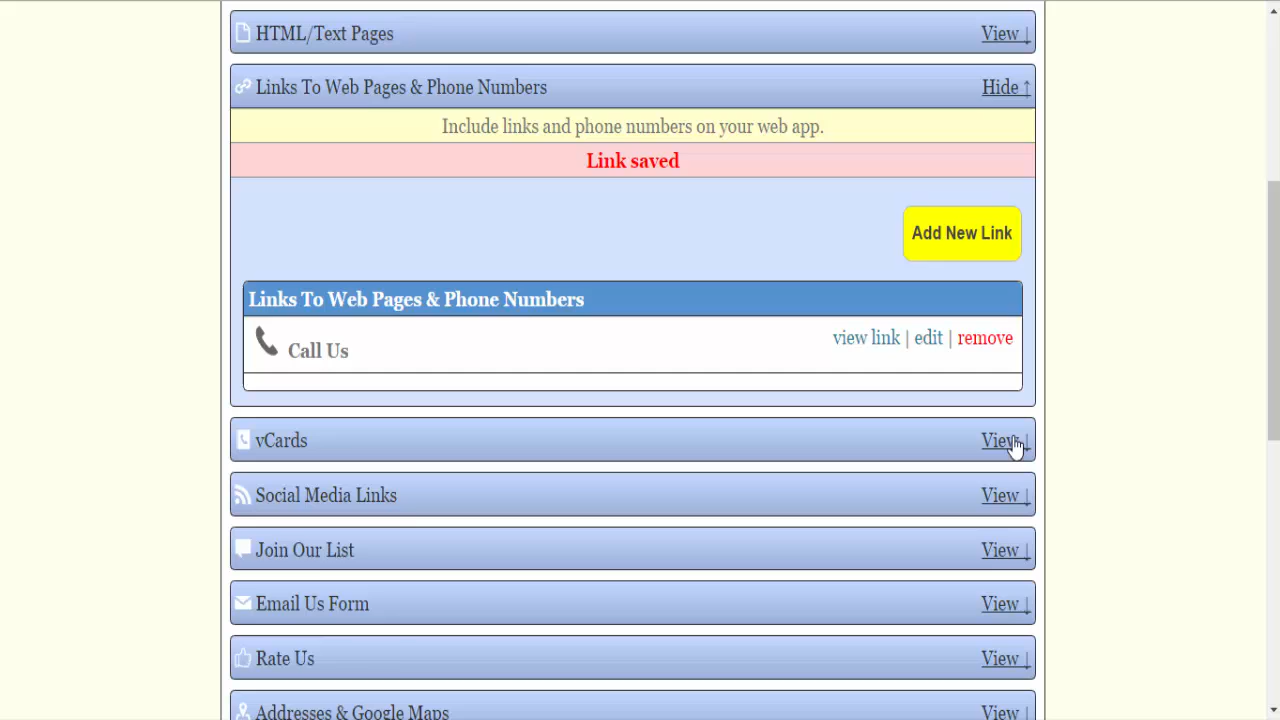 HTML/Text Pages View ↓
Links To Web Pages & Phone Numbers Hide ↑
Include links and phone numbers on your web app.
Link saved
Add New Link
Links To Web Pages & Phone Numbers
Call Us view link | edit | remove
vCards View ↓
Social Media Links View ↓
Join Our List View ↓
Email Us Form View ↓
Rate Us View ↓
Addresses & Google Maps View ↓